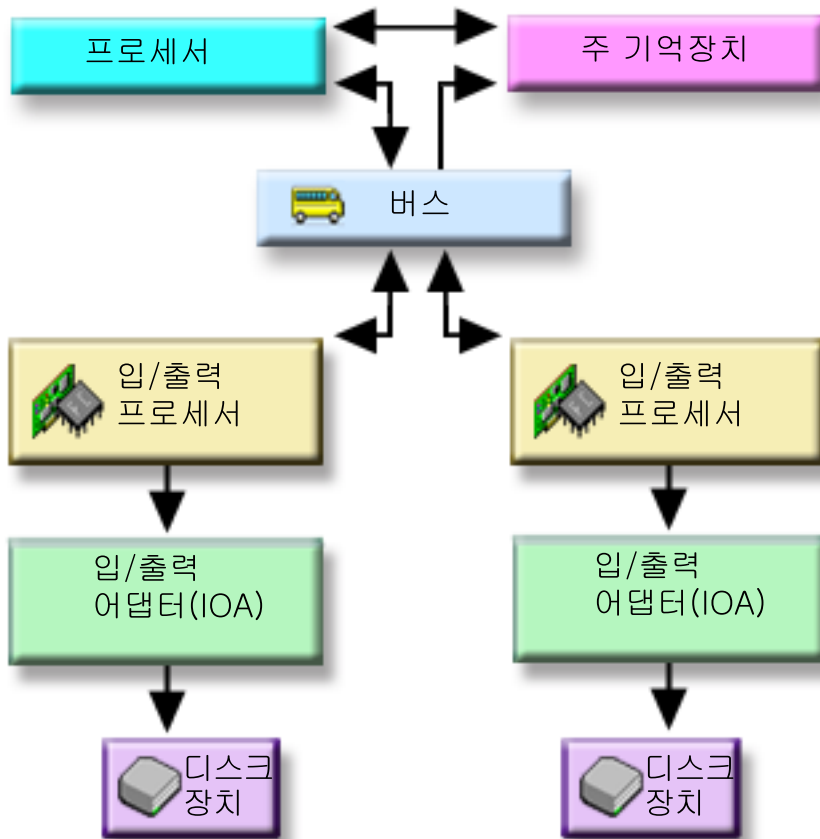 프로세서
주 기억장치
버스
입/출력
프로세서
입/출력
프로세서
입/출력
어댑터(IOA)
입/출력
어댑터(IOA)
디스크
장치
디스크
장치